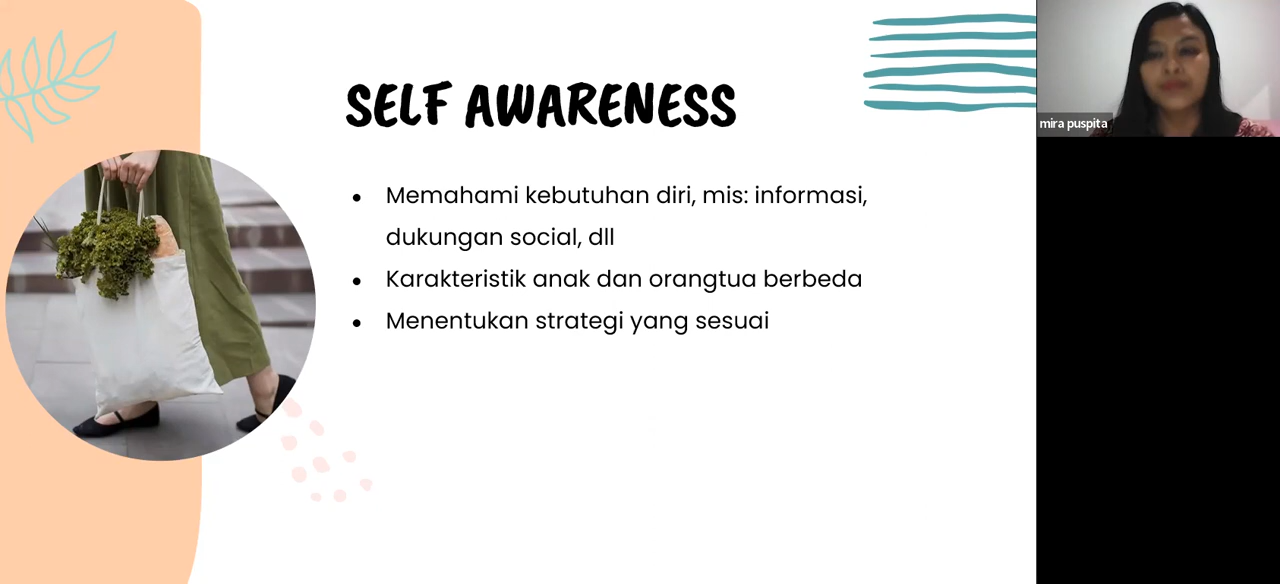 SELF AWARENESS
• Memahami kebutuhan diri, mis: informasi,
dukungan social, dll
• Karakteristik anak dan orangtua berbeda
• Menentukan strategi yang sesuai
mira puspita